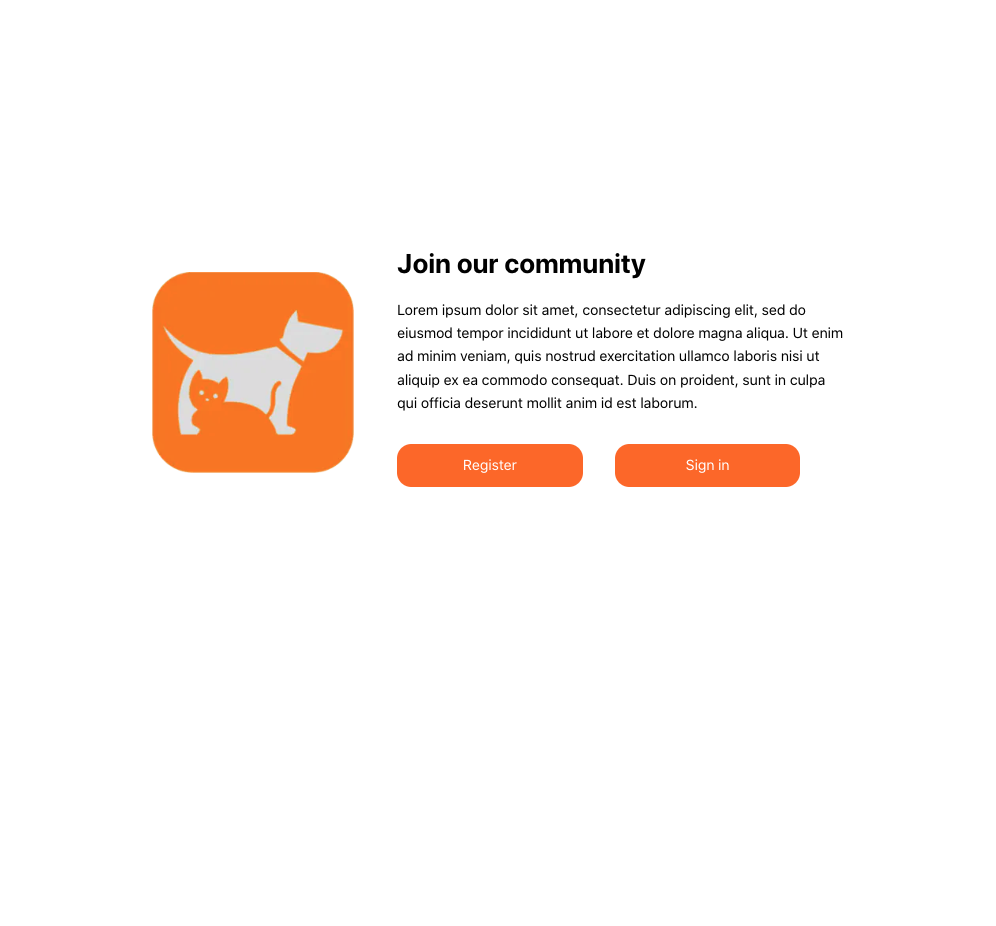 Join our community
Lorem ipsum dolor sit amet, consectetur adipiscing elit, sed do
eiusmod tempor incididunt ut labore et dolore magna aliqua. Ut enim
ad minim veniam, quis nostrud exercitation ullamco laboris nisi ut
aliquip ex ea commodo consequat. Duis on proident, sunt in culpa
qui officia deserunt mollit anim id est laborum.
Register
Sign in